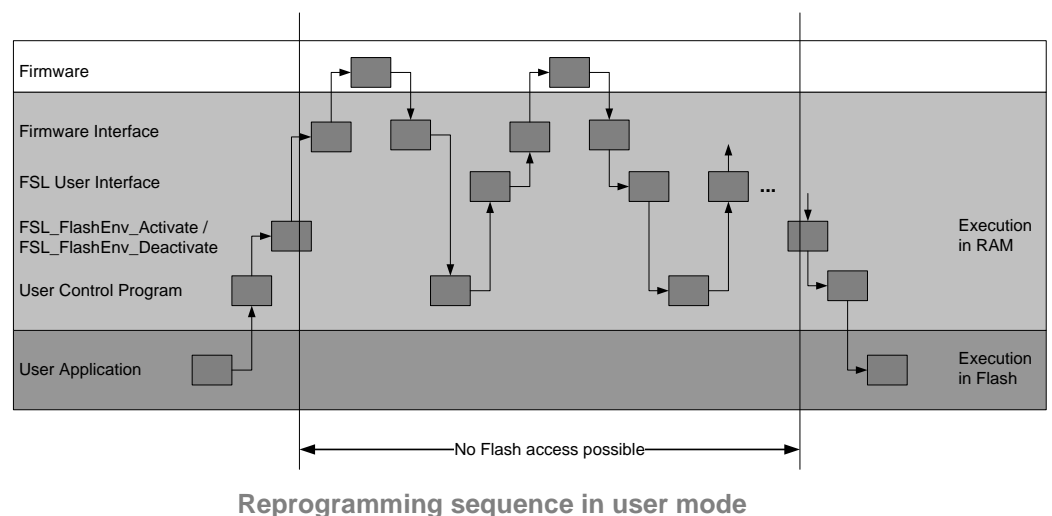 Firmware
Firmware Interface
FSL User Interface
...
FSL_FlashEnv_Activate /
FSL_FlashEnv_Deactivate
Execution
in RAM
User Control Program
User Application
Execution
in Flash
No Flash access possible
Reprogramming sequence in user mode